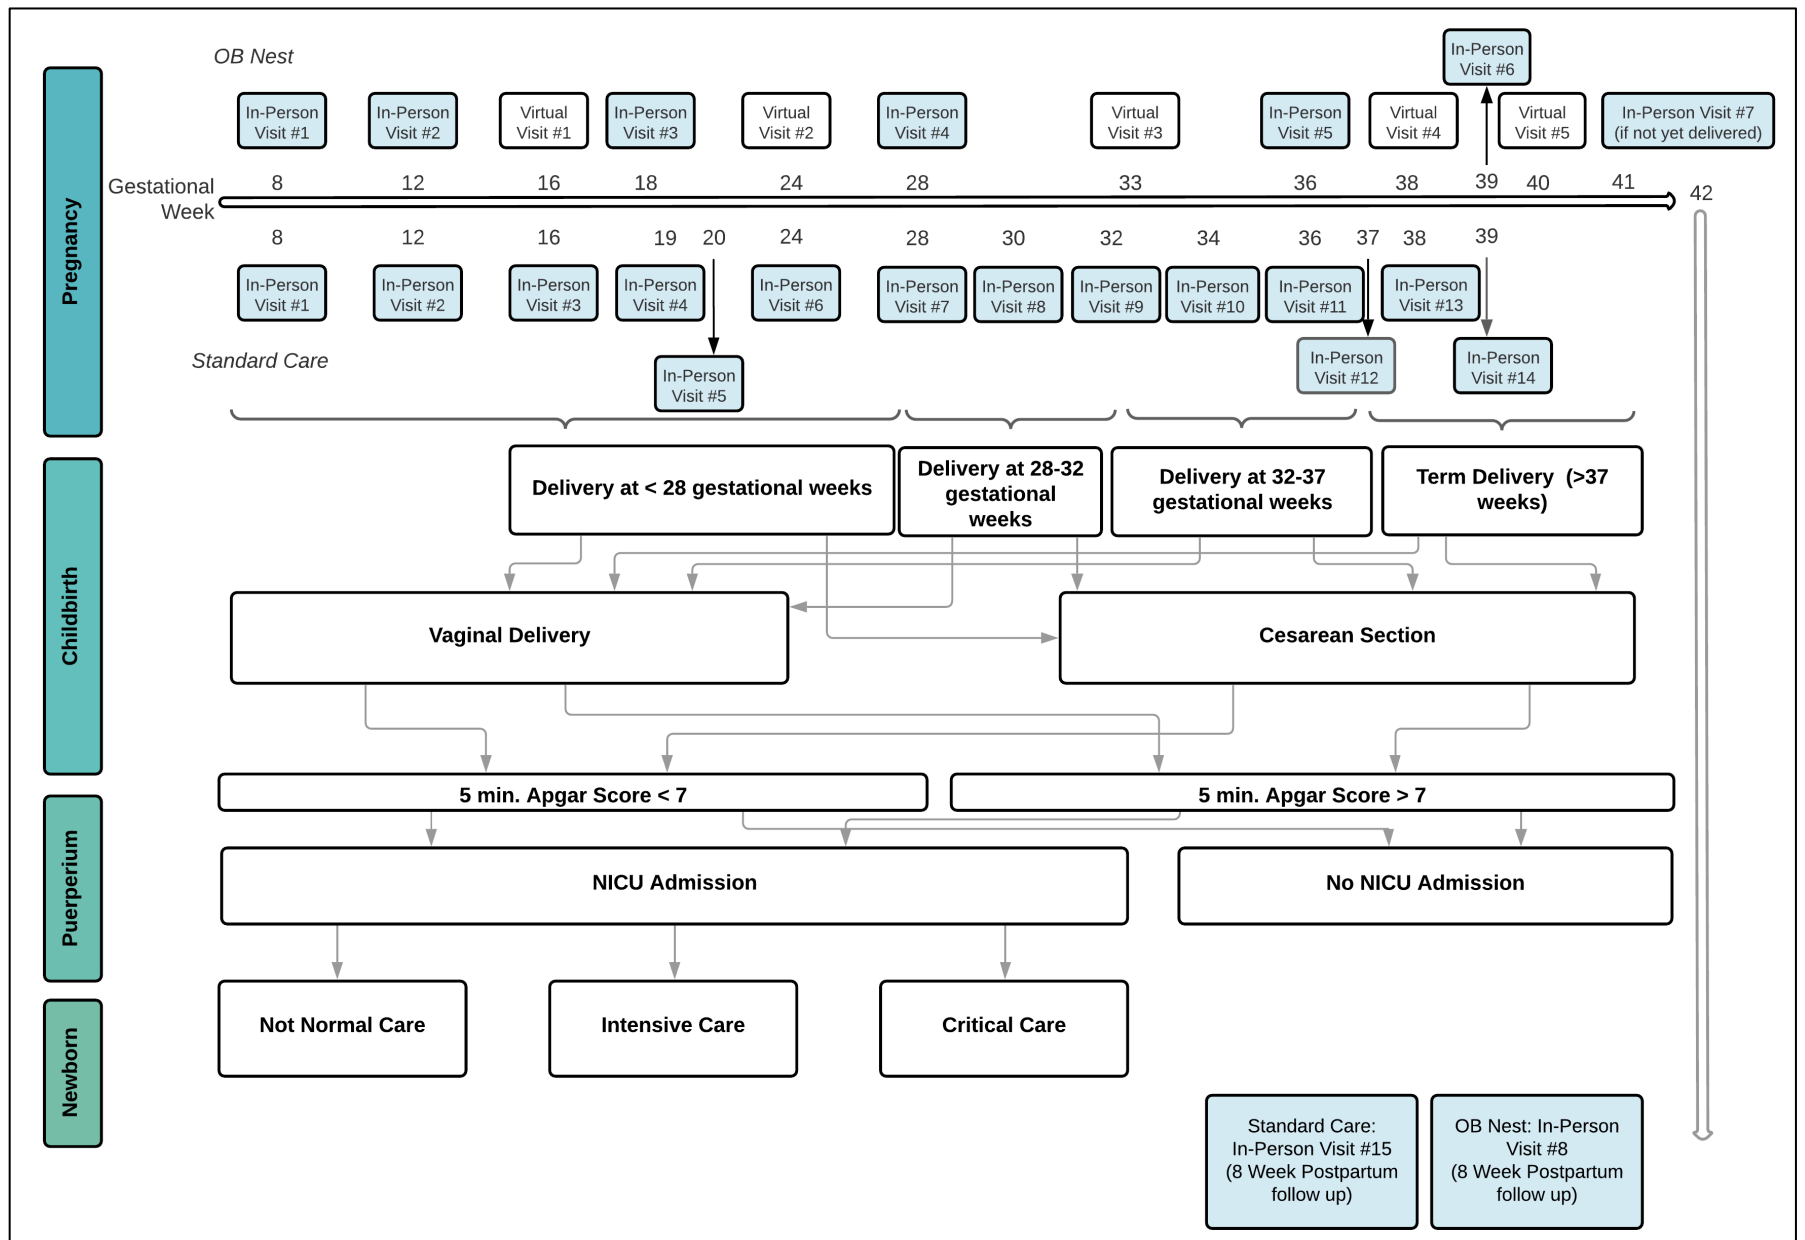 OB Nest
In-Person
Visit #6
In-Person
Visit #1
In-Person
Visit #2
Virtual
Visit #1
In-Person
Visit #3
Virtual
Visit #2
In-Person
Visit #4
Virtual
Visit #3
In-Person
Visit #5
Virtual
Visit #4
Virtual
Visit #5
In-Person Visit #7
(if not yet delivered)
Pregnancy
Gestational
Week
8 12 16 18 24 28 33 36 38 39 40 41 42
8 12 16 19 20 24 28 30 32 34 36 37 38 39
In-Person
Visit #1
In-Person
Visit #2
In-Person
Visit #3
In-Person
Visit #4
In-Person
Visit #6
In-Person
Visit #7
In-Person
Visit #8
In-Person
Visit #9
In-Person
Visit #10
In-Person
Visit #11
In-Person
Visit #13
Standard Care
In-Person
Visit #5
In-Person
Visit #12
In-Person
Visit #14
Childbirth
Delivery at < 28 gestational weeks
Delivery at 28-32
gestational
weeks
Delivery at 32-37
gestational weeks
Term Delivery (>37
weeks)
Vaginal Delivery
Cesarean Section
5 min. Apgar Score < 7
5 min. Apgar Score > 7
Puerperium
NICU Admission
No NICU Admission
Newborn
Not Normal Care
Intensive Care
Critical Care
Standard Care:
In-Person Visit #15
(8 Week Postpartum
follow up)
OB Nest: In-Person
Visit #8
(8 Week Postpartum
follow up)